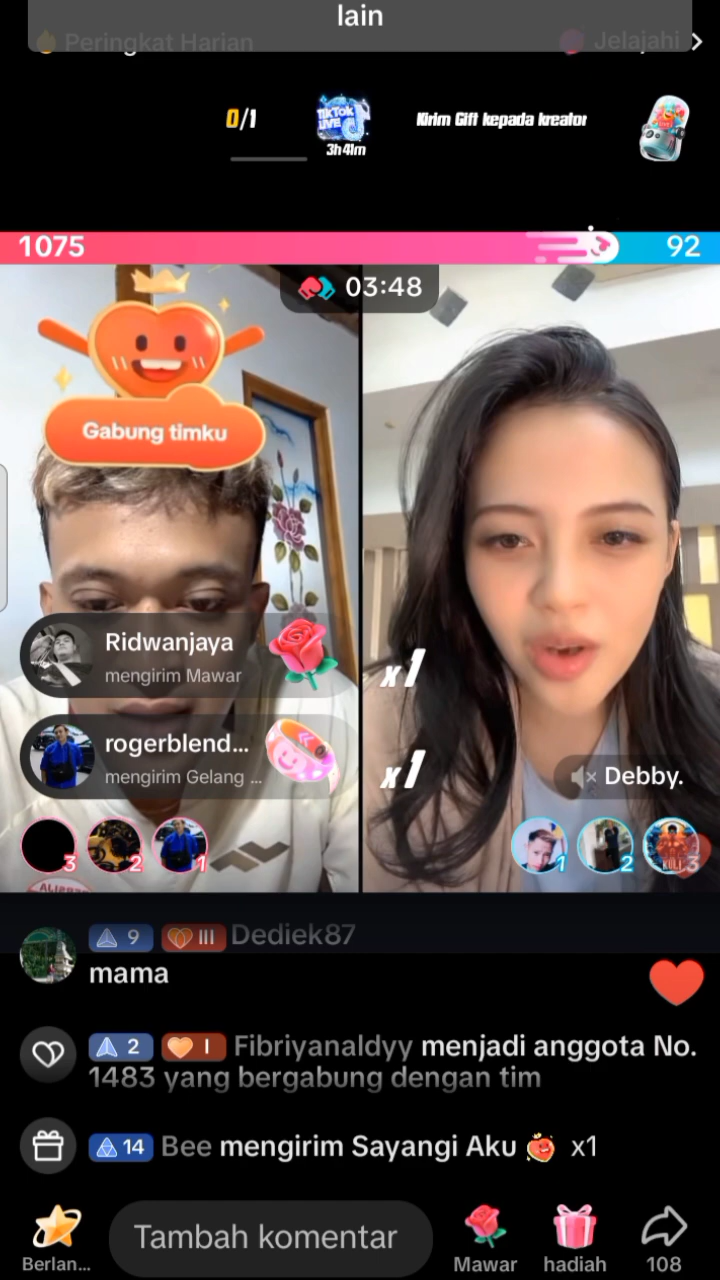 lain
Peringkat Harian
Jelajahi
0/1
TikTok LIVE
3h41m
Kirim Gift kepada kreator
1075
92
03:48
Gabung timku
Ridwanjaya
mengirim Mawar
x1
rogerblend...
mengirim Gelang ...
x1
Debby.
3
2
1
1
2
3
KULI
9
III
Dediek87
mama
2
I
Fibriyanaldyy menjadi anggota No.
1483 yang bergabung dengan tim
14
Bee mengirim Sayangi Aku x1
Berlan...
Tambah komentar
Mawar
hadiah
108